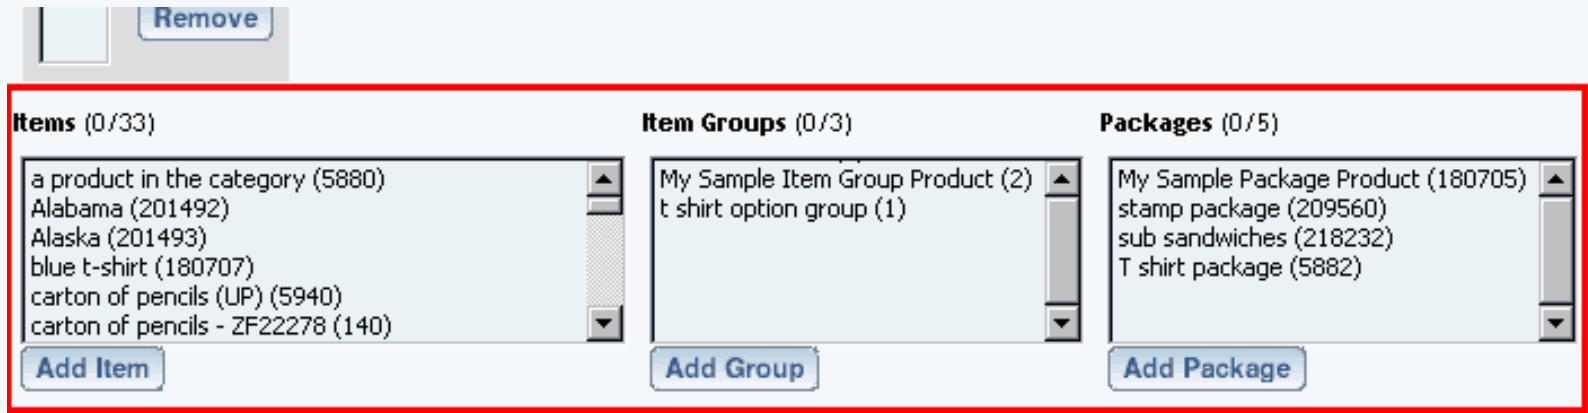 Remove
Items (0/33)
a product in the category (5880)
Alabama (201492)
Alaska (201493)
blue t-shirt (180707)
carton of pencils (UP) (5940)
carton of pencils - ZF22278 (140)
Add Item
Item Groups (0/3)
My Sample Item Group Product (2)
t shirt option group (1)
Add Group
Packages (0/5)
My Sample Package Product (180705)
stamp package (209560)
sub sandwiches (218232)
T shirt package (5882)
Add Package